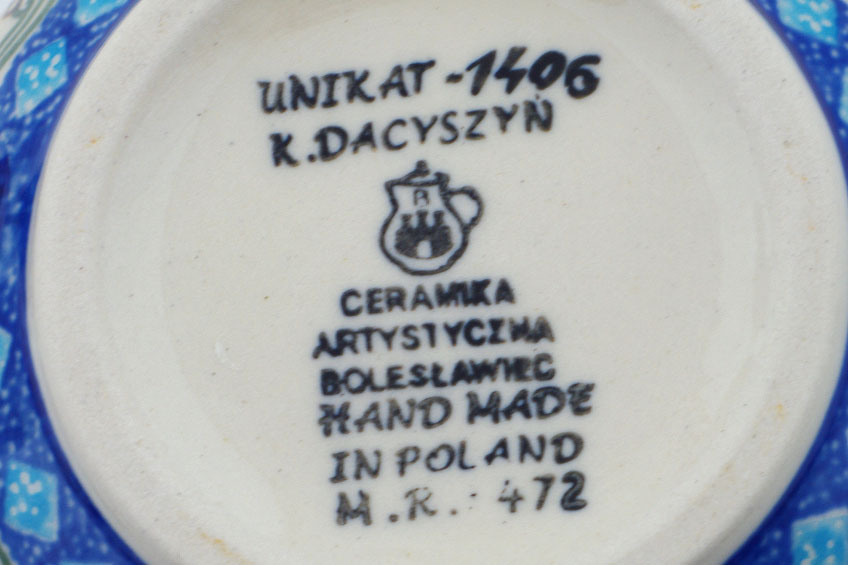 UNIKAT -1406
K.DACYSZYŃ
R
CERAMIKA
ARTYSTYCZNA
BOLESŁAWIEC
HAND MADE
IN POLAND
M.R.: 472